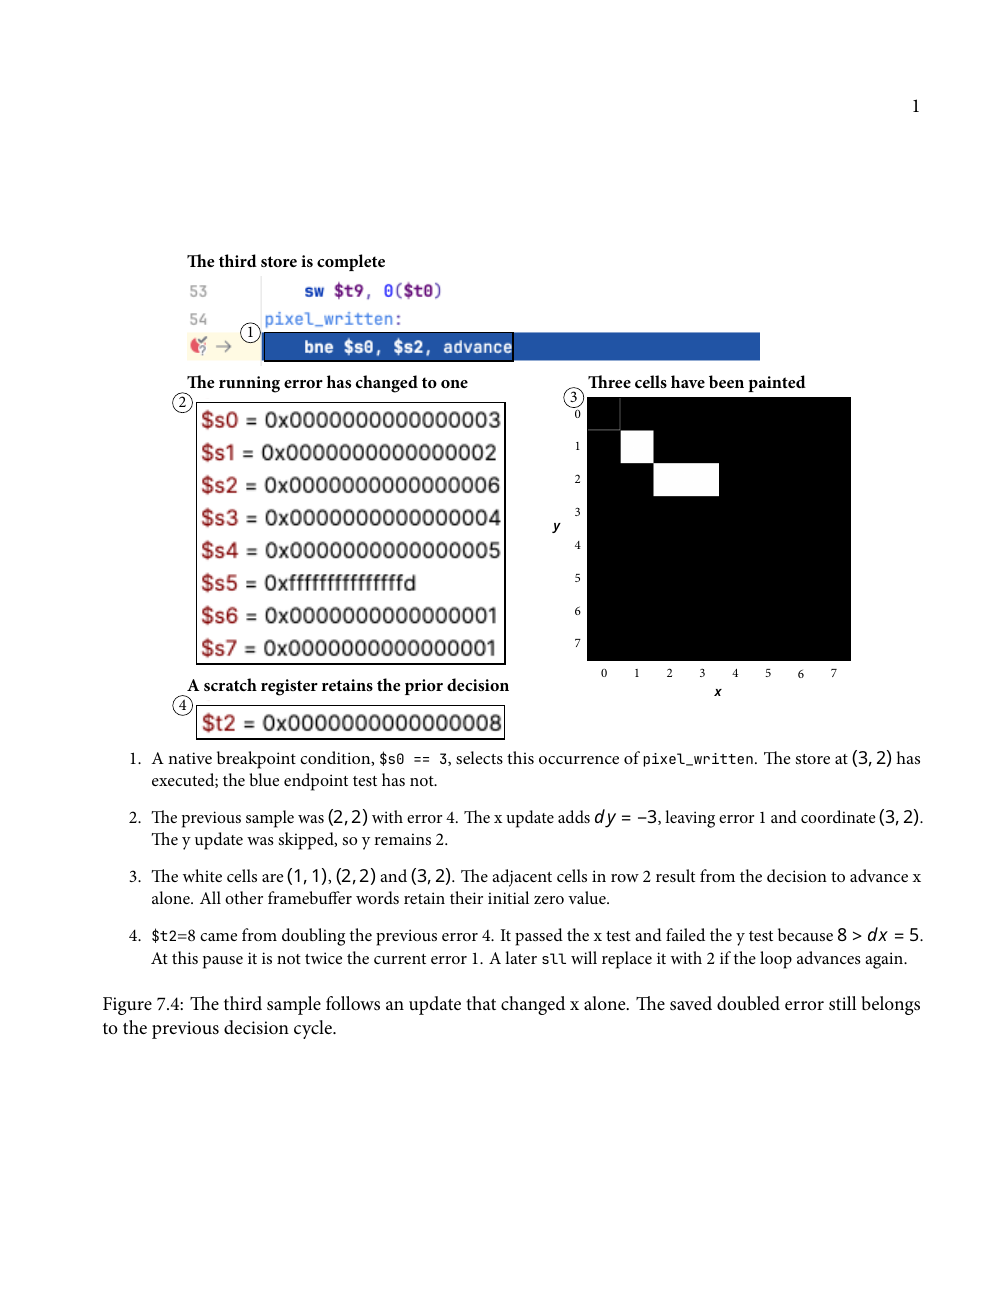 1
The third store is complete
53 sw $t9, 0($t0)
54 pixel_written:
1 → bne $s0, $s2, advance
The running error has changed to one
2
$s0 = 0x0000000000000003
$s1 = 0x0000000000000002
$s2 = 0x0000000000000006
$s3 = 0x0000000000000004
$s4 = 0x0000000000000005
$s5 = 0xfffffffffffffffd
$s6 = 0x0000000000000001
$s7 = 0x0000000000000001
Three cells have been painted
3
0
1
2
3
y
4
5
6
7
0 1 2 3 4 5 6 7
x
A scratch register retains the prior decision
4
$t2 = 0x0000000000000008
1. A native breakpoint condition, $s0 == 3, selects this occurrence of pixel_written. The store at (3, 2) has
executed; the blue endpoint test has not.
2. The previous sample was (2, 2) with error 4. The x update adds dy = −3, leaving error 1 and coordinate (3, 2).
The y update was skipped, so y remains 2.
3. The white cells are (1, 1), (2, 2) and (3, 2). The adjacent cells in row 2 result from the decision to advance x
alone. All other framebuffer words retain their initial zero value.
4. $t2=8 came from doubling the previous error 4. It passed the x test and failed the y test because 8 > dx = 5.
At this pause it is not twice the current error 1. A later sll will replace it with 2 if the loop advances again.
Figure 7.4: The third sample follows an update that changed x alone. The saved doubled error still belongs
to the previous decision cycle.